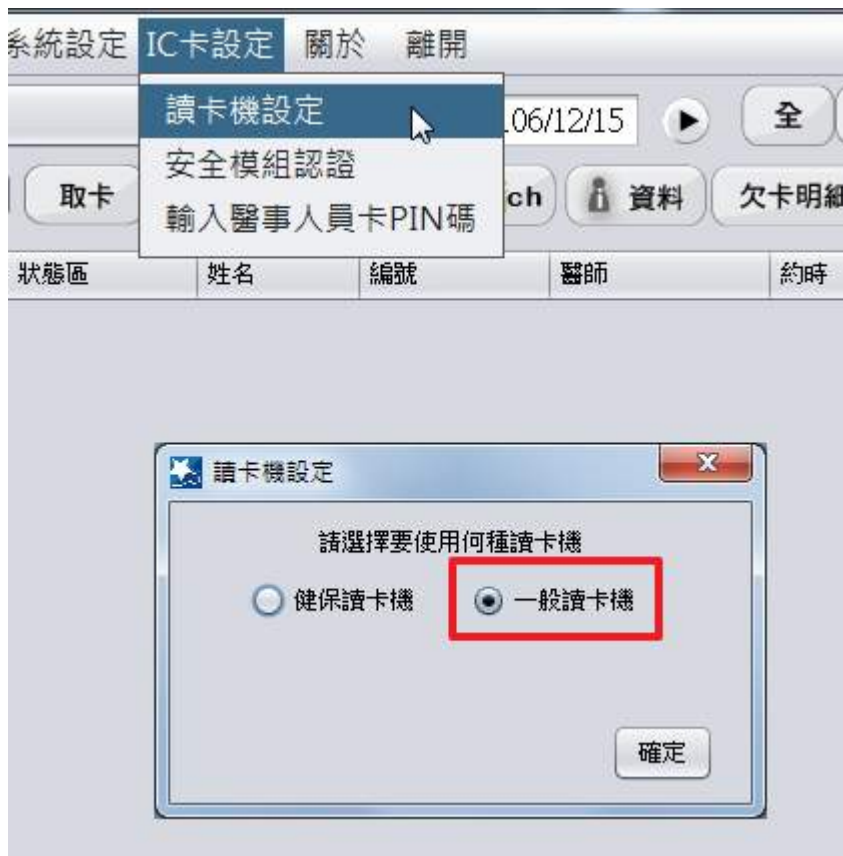 系統設定 IC卡設定 關於 離開
讀卡機設定
06/12/15 全
安全模組認證
取卡 ch 資料 欠卡明細
輸入醫事人員卡PIN碼
狀態區 姓名 編號 醫師 約時
讀卡機設定
請選擇要使用何種讀卡機
健保讀卡機 一般讀卡機
確定